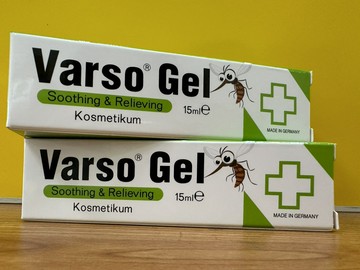 Varso® Gel
Soothing & Relieving
15ml℮
Kosmetikum
MADE IN GERMANY
Varso® Gel
Soothing & Relieving
15ml℮
Kosmetikum
MADE IN GERMANY